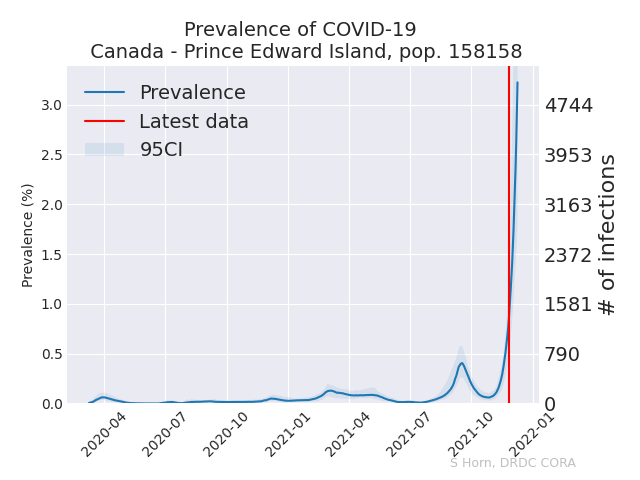 Prevalence of COVID-19
Canada - Prince Edward Island, pop. 158158
Prevalence
Latest data
95CI
Prevalence (%)
3.0
2.5
2.0
1.5
1.0
0.5
0.0
4744
3953
3163
2372
1581
790
0
# of infections
2020-04
2020-07
2020-10
2021-01
2021-04
2021-07
2021-10
2022-01
S Horn, DRDC CORA